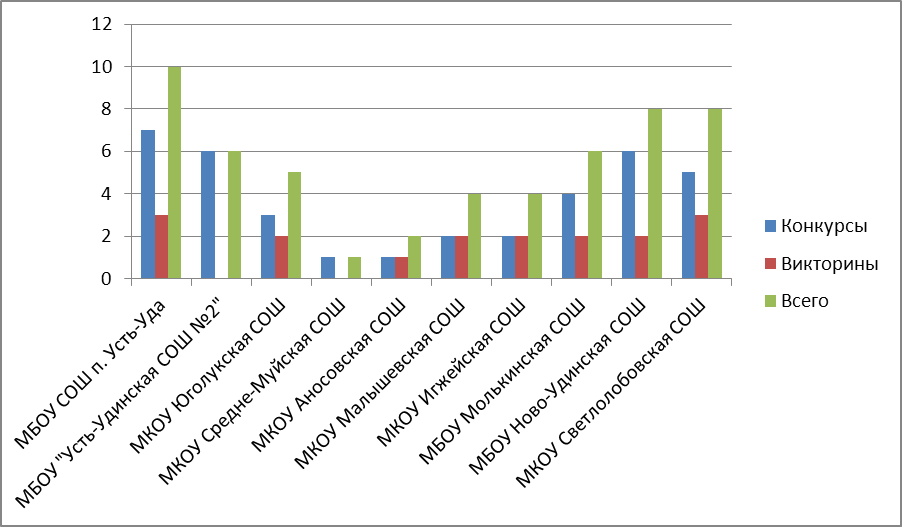 12
10
8
6
4
2
0
МБОУ СОШ п. Усть-Уда
МБОУ "Усть-Удинская СОШ №2"
МКОУ Юголукская СОШ
МКОУ Средне-Муйская СОШ
МКОУ Аносовская СОШ
МКОУ Малышевская СОШ
МКОУ Игжейская СОШ
МБОУ Молькинская СОШ
МБОУ Ново-Удинская СОШ
МКОУ Светлолобовская СОШ
Конкурсы
Викторины
Всего